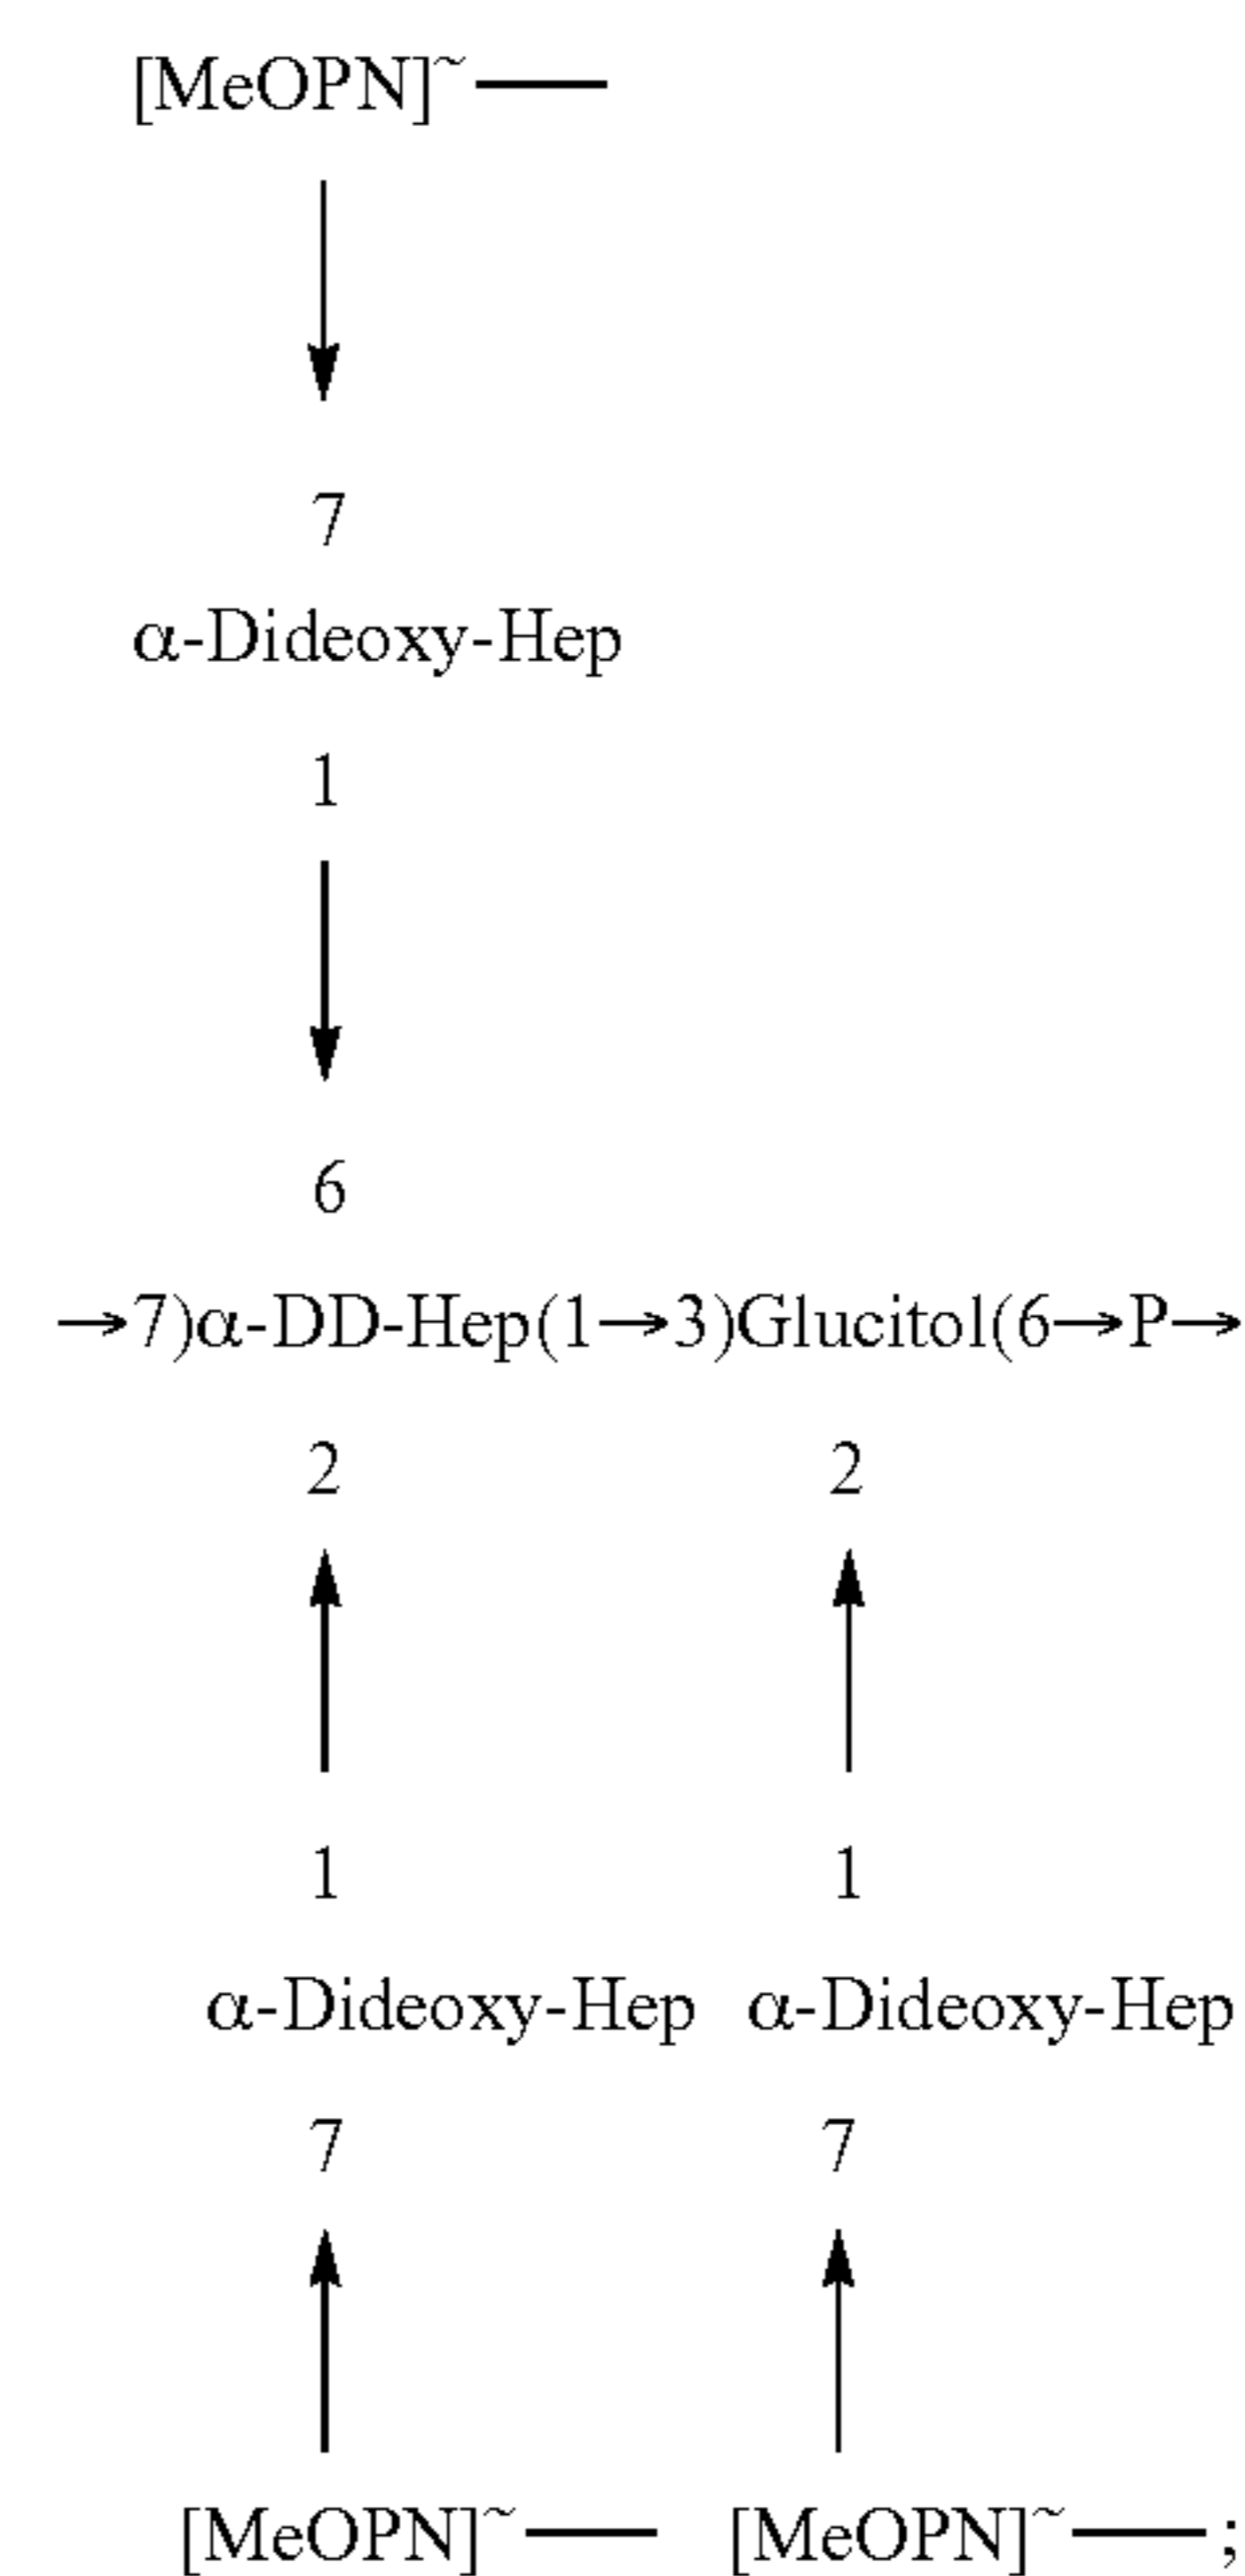 [MeOPN]~—
7
α-Dideoxy-Hep
1
6
→7)α-DD-Hep(1→3)Glucitol(6→P→
2 2
1 1
α-Dideoxy-Hep α-Dideoxy-Hep
7 7
[MeOPN]~— [MeOPN]~—;